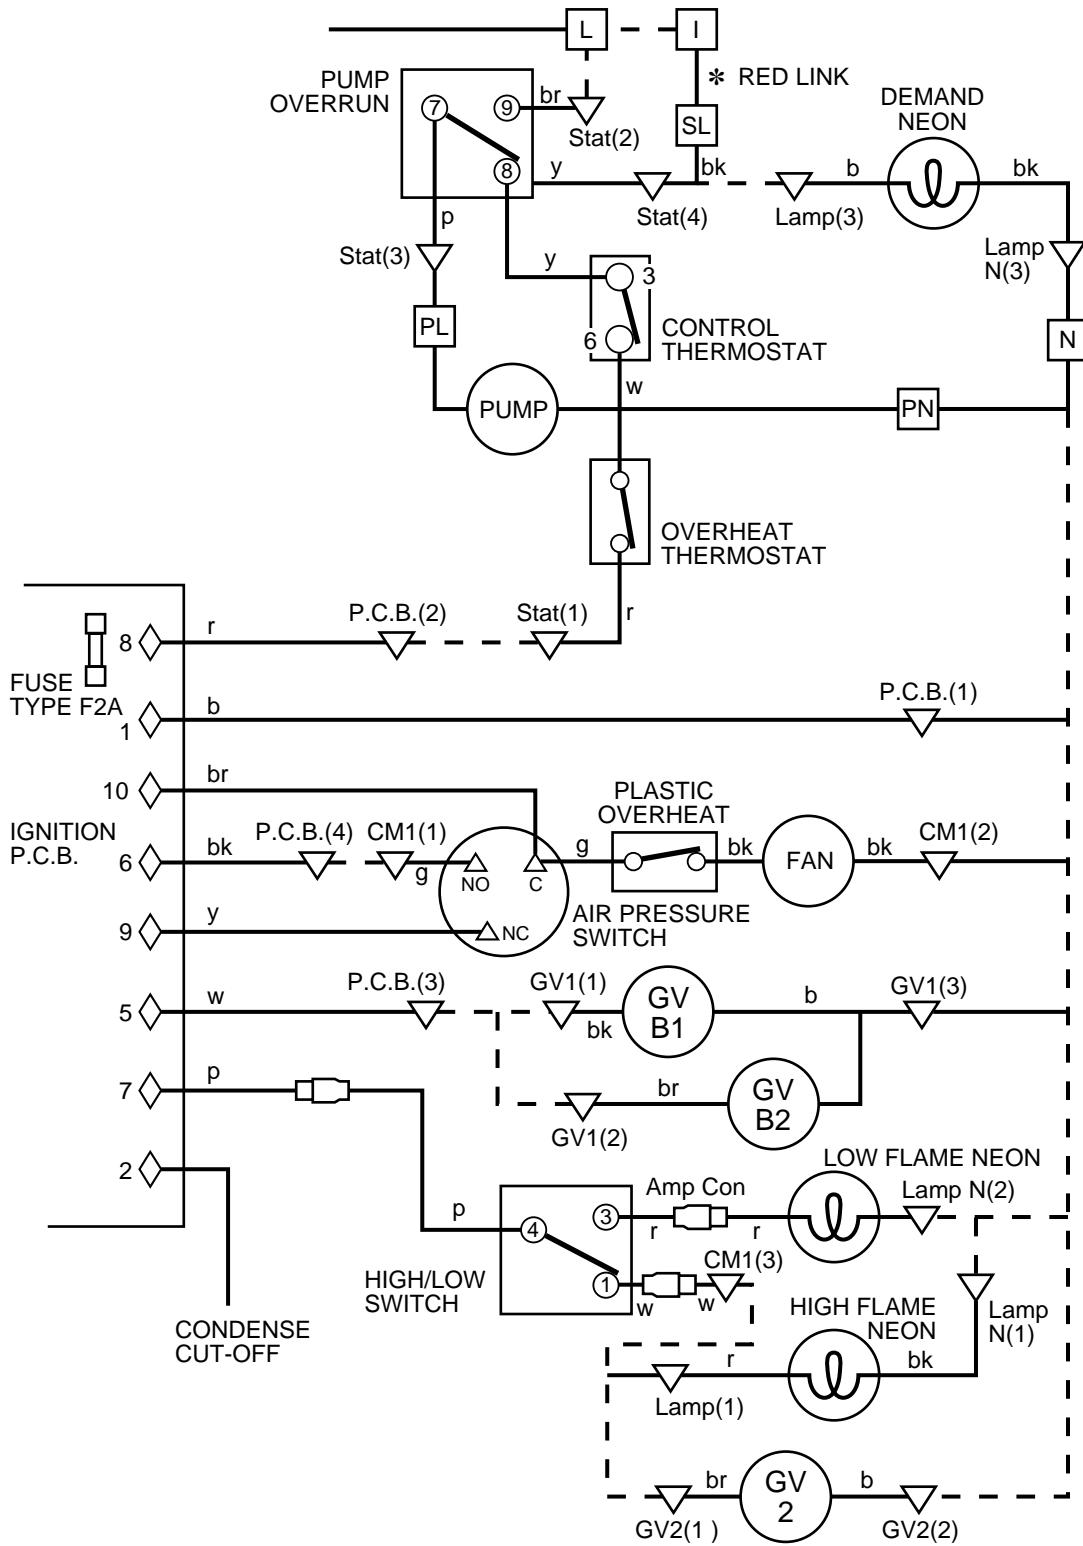 L
I
* RED LINK
PUMP
OVERRUN
7
9
br
Stat(2)
SL
DEMAND
NEON
8
y
bk
Stat(4)
Lamp(3)
b
bk
p
Stat(3)
Lamp
N(3)
y
3
PL
6
CONTROL
THERMOSTAT
N
w
PUMP
PN
OVERHEAT
THERMOSTAT
8
r
P.C.B.(2)
Stat(1)
r
FUSE
TYPE F2A
1
b
P.C.B.(1)
10
br
PLASTIC
OVERHEAT
IGNITION
P.C.B.
6
bk
P.C.B.(4)
CM1(1)
g
NO
C
g
bk
FAN
bk
CM1(2)
9
y
NC
AIR PRESSURE
SWITCH
5
w
P.C.B.(3)
GV1(1)
bk
GV
B1
b
GV1(3)
7
p
GV1(2)
br
GV
B2
2
CONDENSE
CUT-OFF
p
4
3
1
HIGH/LOW
SWITCH
Amp Con
r
r
LOW FLAME NEON
Lamp N(2)
w
w
CM1(3)
HIGH FLAME
NEON
Lamp
N(1)
r
bk
Lamp(1)
br
GV
2
b
GV2(1 )
GV2(2)